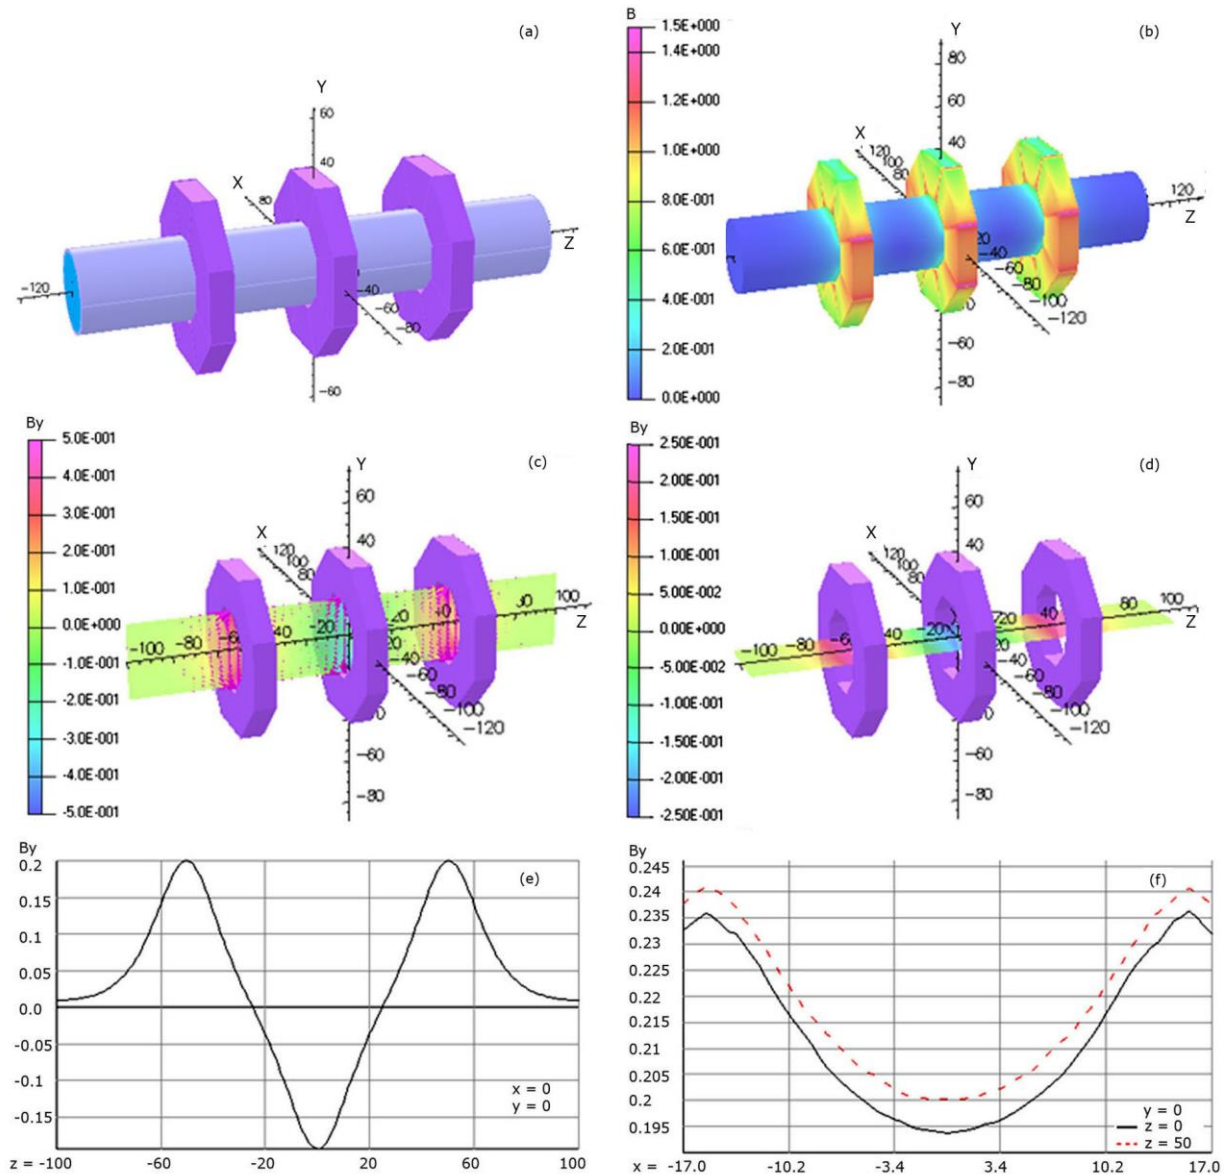 (a)
Y
60
40
X
80
Z
-120
-40
-60
-80
-60
B
(b)
1.5E+000
1.4E+000
1.2E+000
1.0E+000
8.0E-001
6.0E-001
4.0E-001
2.0E-001
0.0E+000
Y
80
60
40
X
120
100
80
120
Z
20
-40
-60
-80
-100
-120
-60
-80
By
(c)
5.0E-001
4.0E-001
3.0E-001
2.0E-001
1.0E-001
0.0E+000
-1.0E-001
-2.0E-001
-3.0E-001
-4.0E-001
-5.0E-001
Y
60
40
X
120
100
80
100
Z
-100
-80
40
-20
20
20
-40
-60
-80
-100
-120
-60
-80
By
(d)
2.50E-001
2.00E-001
1.50E-001
1.00E-001
5.00E-002
0.00E+000
-5.00E-002
-1.00E-001
-1.50E-001
-2.00E-001
-2.50E-001
Y
60
40
X
120
100
80
100
Z
-100
-80
40
20
40
80
20
-40
-60
-80
-100
-120
-60
-80
By
(e)
0.2
0.15
0.1
0.05
0.0
-0.05
-0.1
-0.15
x = 0
y = 0
z = -100 -60 -20 20 60 100
By
(f)
0.245
0.24
0.235
0.23
0.225
0.22
0.215
0.21
0.205
0.2
0.195
y = 0
z = 0
z = 50
x = -17.0 -10.2 -3.4 3.4 10.2 17.0